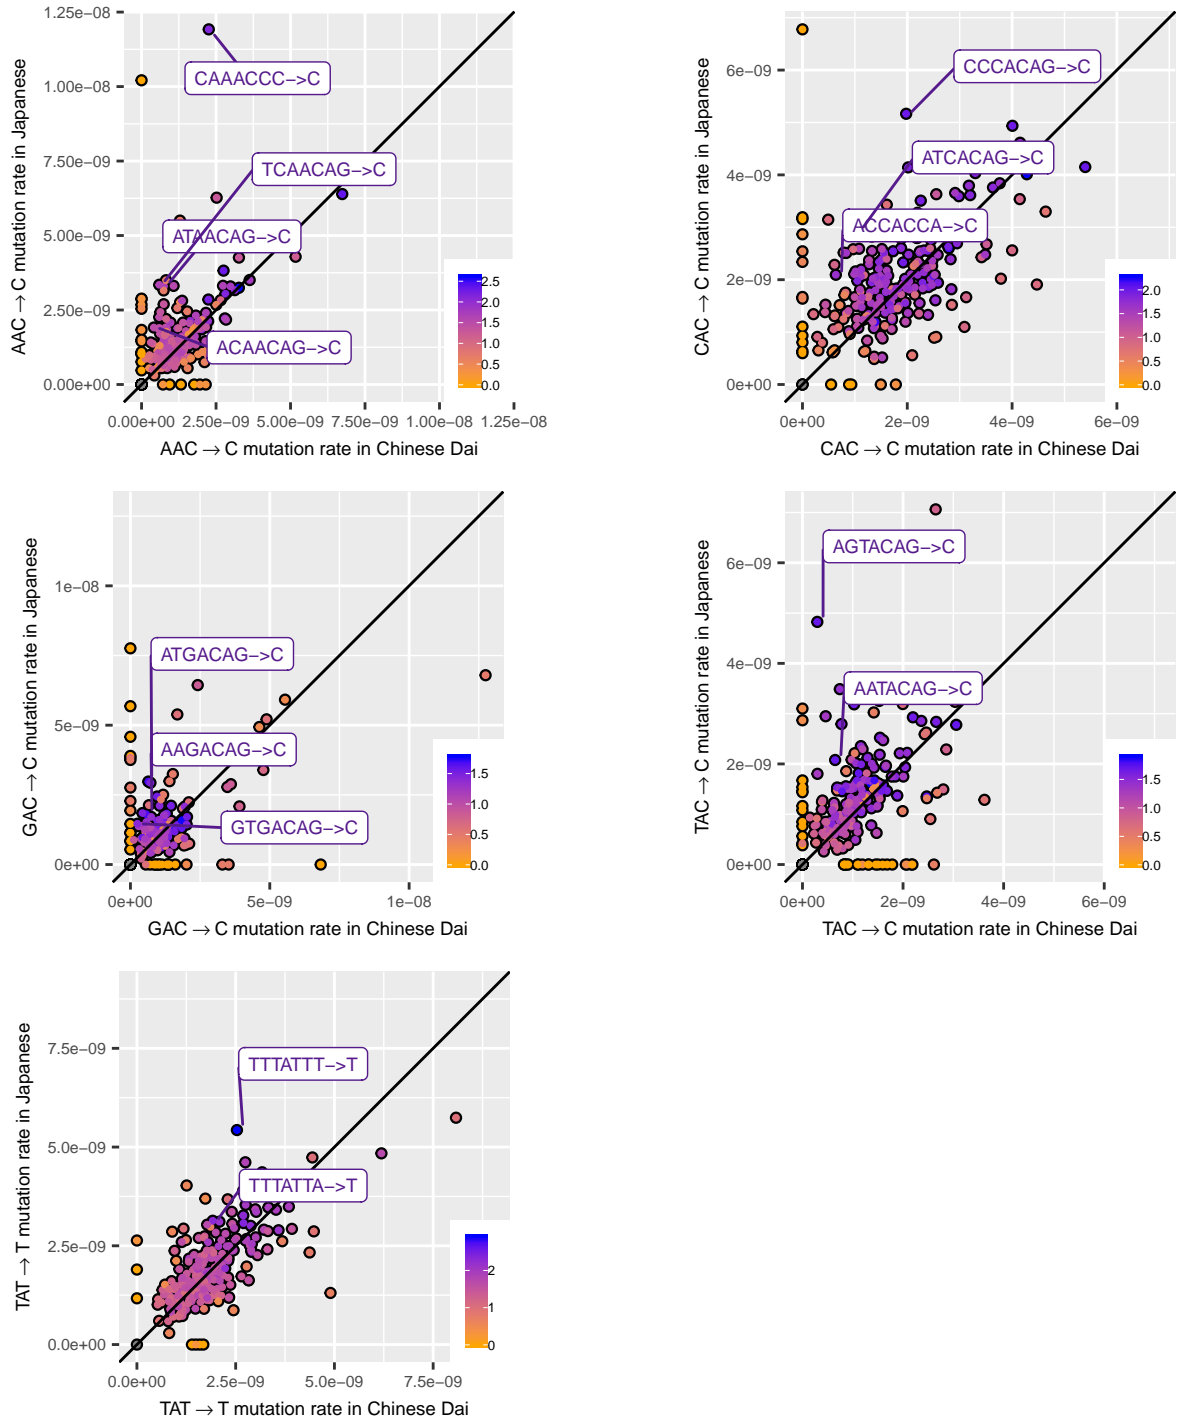 1.25e−08
1.00e−08
7.50e−09
5.00e−09
2.50e−09
0.00e+00
AAC → C mutation rate in Japanese
CAAACCC−>C
TCAACAG−>C
ATAACAG−>C
ACAACAG−>C
2.5
2.0
1.5
1.0
0.5
0.0
0.00e+00 2.50e−09 5.00e−09 7.50e−09 1.00e−08 1.25e−08
AAC → C mutation rate in Chinese Dai
6e−09
4e−09
2e−09
0e+00
CAC → C mutation rate in Japanese
CCCACAG−>C
ATCACAG−>C
ACCACCA−>C
2.0
1.5
1.0
0.5
0.0
0e+00 2e−09 4e−09 6e−09
CAC → C mutation rate in Chinese Dai
1e−08
5e−09
0e+00
GAC → C mutation rate in Japanese
ATGACAG−>C
AAGACAG−>C
GTGACAG−>C
1.5
1.0
0.5
0.0
0e+00 5e−09 1e−08
GAC → C mutation rate in Chinese Dai
6e−09
4e−09
2e−09
0e+00
TAC → C mutation rate in Japanese
AGTACAG−>C
AATACAG−>C
1.5
1.0
0.5
0.0
0e+00 2e−09 4e−09 6e−09
TAC → C mutation rate in Chinese Dai
7.5e−09
5.0e−09
2.5e−09
0.0e+00
TAT → T mutation rate in Japanese
TTTATTT−>T
TTTATTA−>T
2
1
0
0.0e+00 2.5e−09 5.0e−09 7.5e−09
TAT → T mutation rate in Chinese Dai